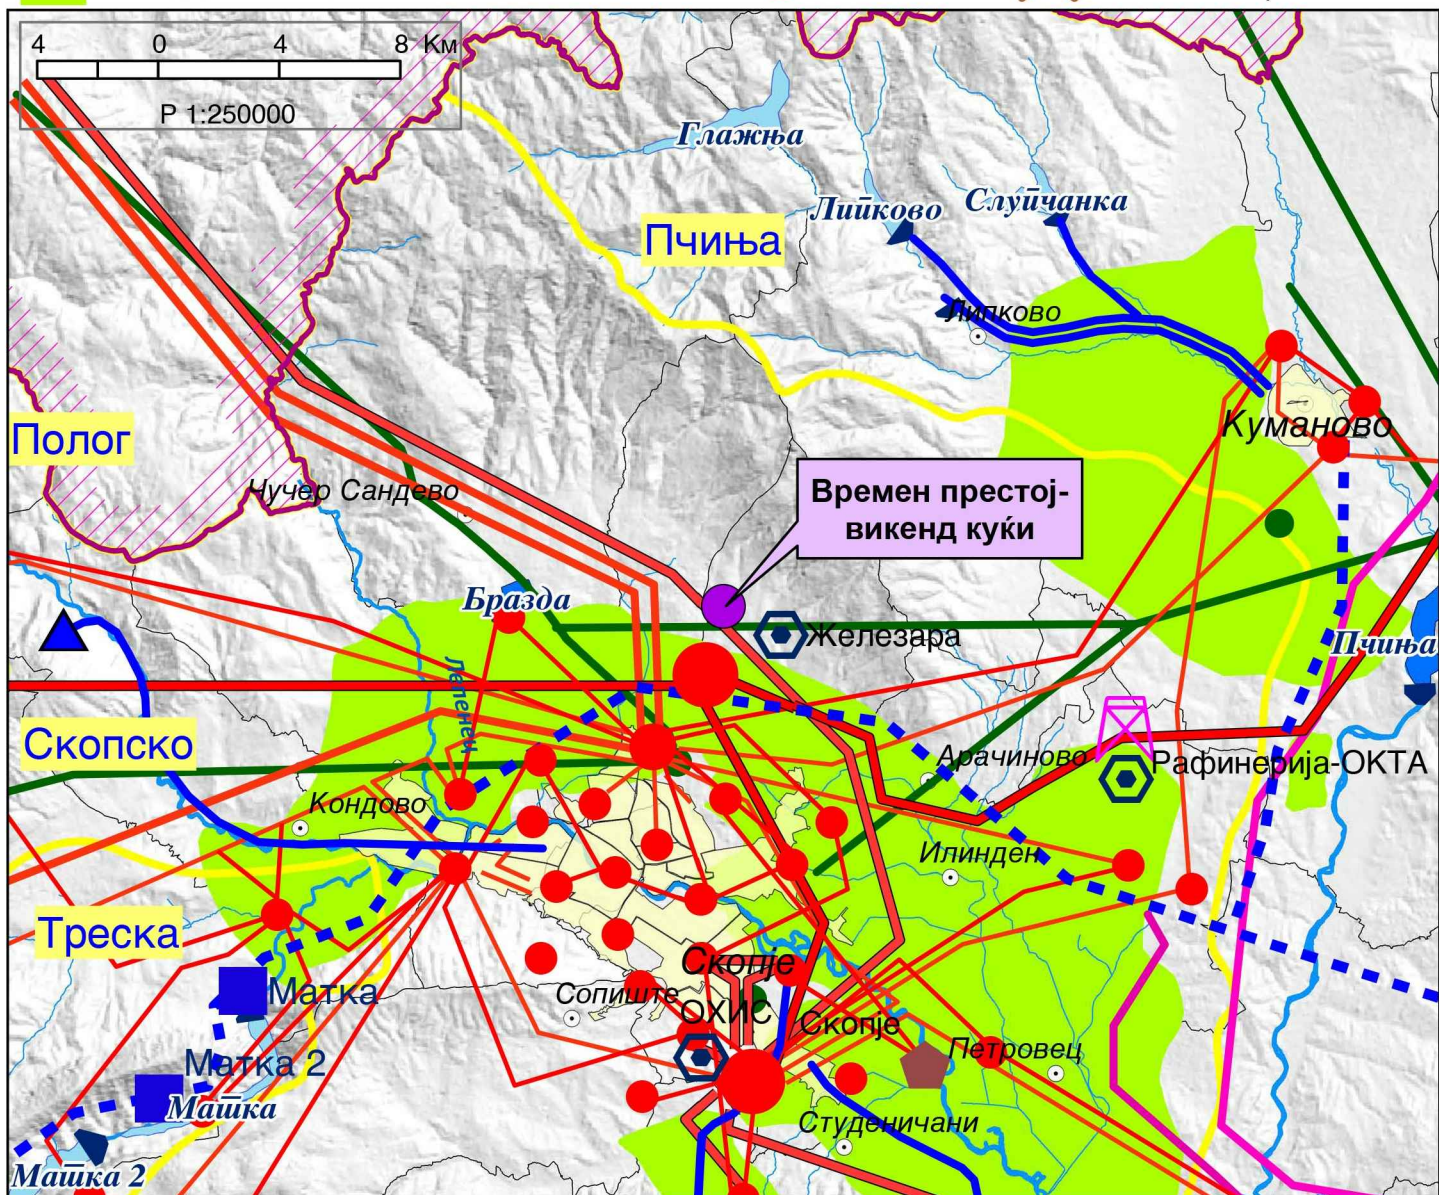 4 0 4 8 Км
Р 1:250000
Глажња
Липково
Слупчанка
Пчиња
Липково
Куманово
Полог
Чучер Сандево
Времен престој-
викенд куќи
Бразда
Железара
Пчиња
Лепенец
Скопско
Арачиново
Рафинерија-ОКТА
Кондово
Илинден
Треска
Скопје
Матка
Сопиште
ОХИС
Скопје
Петровец
Матка 2
Матка
Студеничани
Матка 2